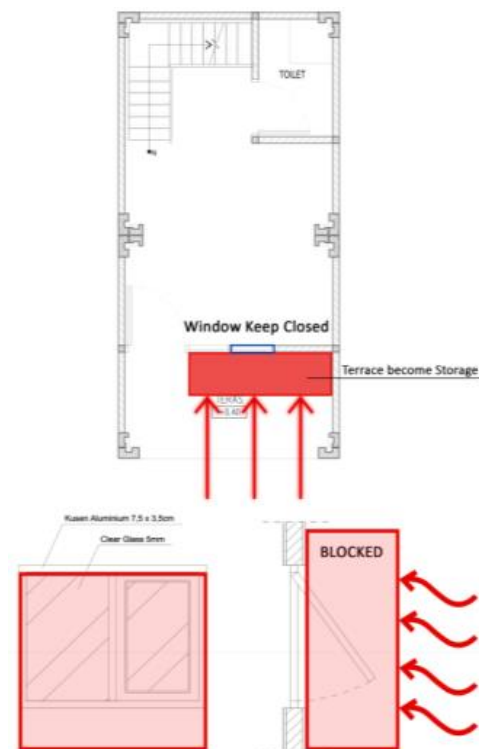 TOILET
Window Keep Closed
Terrace become Storage
TERAS
Kusen Aluminium 7,5 x 3,5cm
Clear Glass 5mm
BLOCKED